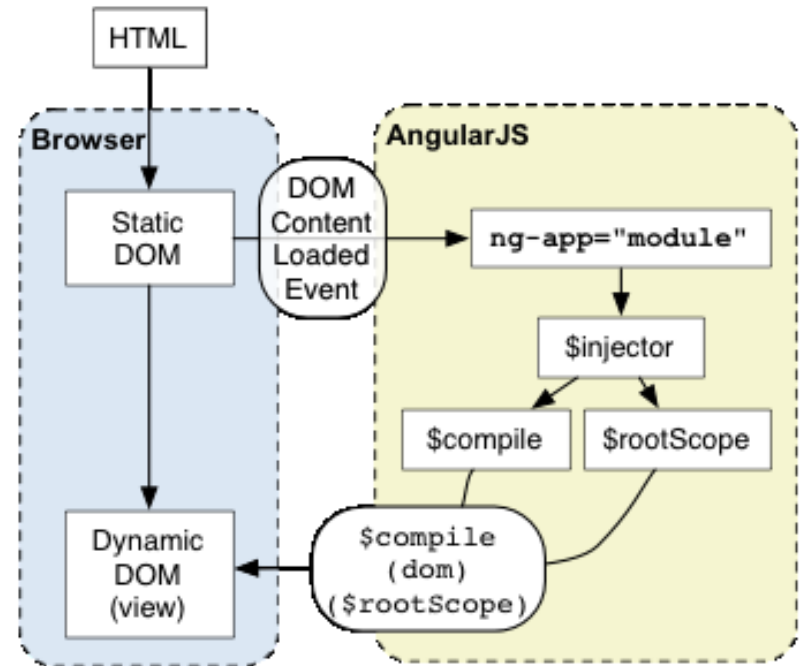 HTML
Browser
AngularJS
Static
DOM
DOM
Content
Loaded
Event
ng-app="module"
$injector
$compile
$rootScope
Dynamic
DOM
(view)
$compile
(dom)
($rootScope)